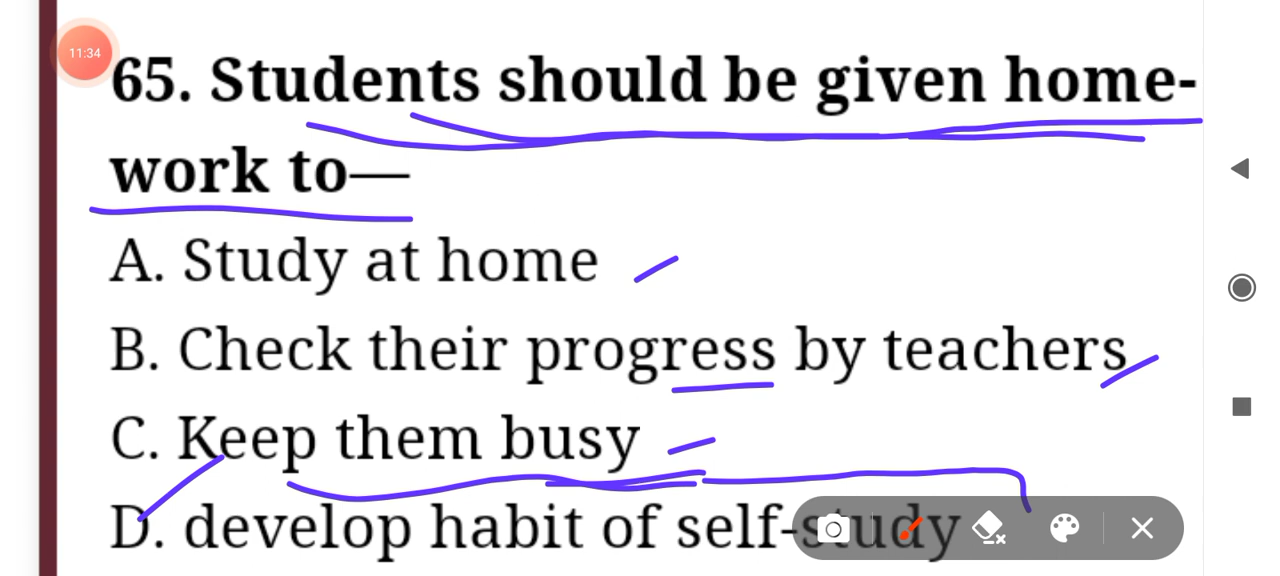 11:34
65. Students should be given home-
work to—
A. Study at home
B. Check their progress by teachers
C. Keep them busy
D. develop habit of self-study